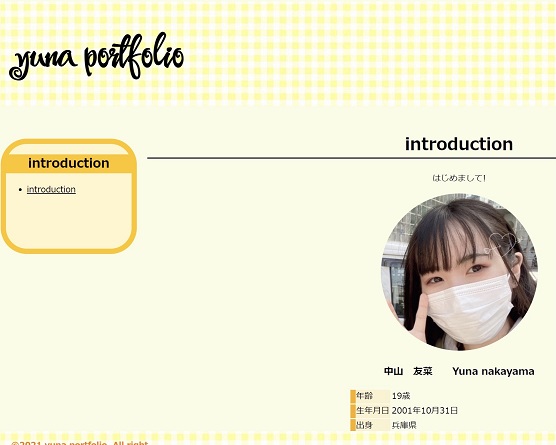 yuna portfolio
introduction
introduction
introduction
はじめまして!
中山　友菜　　Yuna nakayama
年齢 19歳
生年月日 2001年10月31日
出身 兵庫県
©2021 yuna portfolio. All right